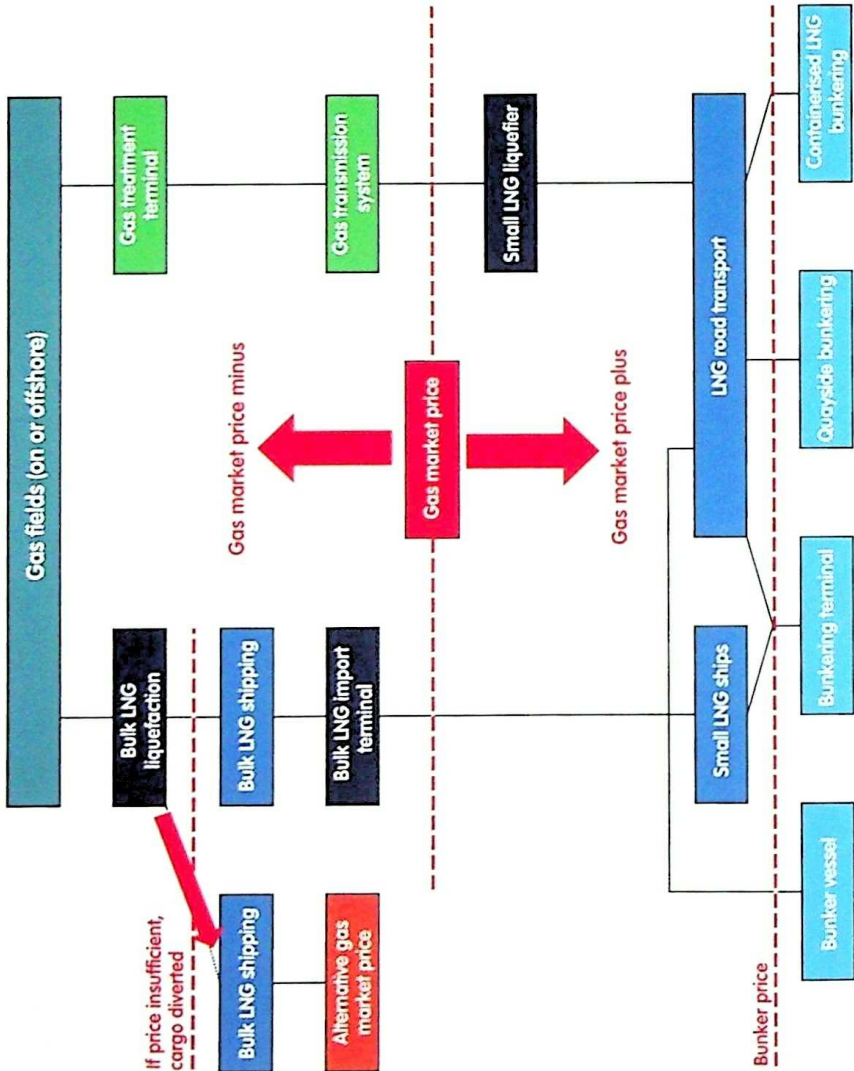 Gas fields (on or offshore)
Bulk LNG
liquefaction
Gas treatment
terminal
If price insufficient,
cargo diverted
Bulk LNG shipping
Bulk LNG shipping
Gas market price minus
Alternative gas
market price
Bulk LNG import
terminal
Gas transmission
system
Gas market price
Small LNG liquefier
Gas market price plus
Small LNG ships
LNG road transport
Bunker price
Bunker vessel
Bunkering terminal
Quayside bunkering
Containerised LNG
bunkering